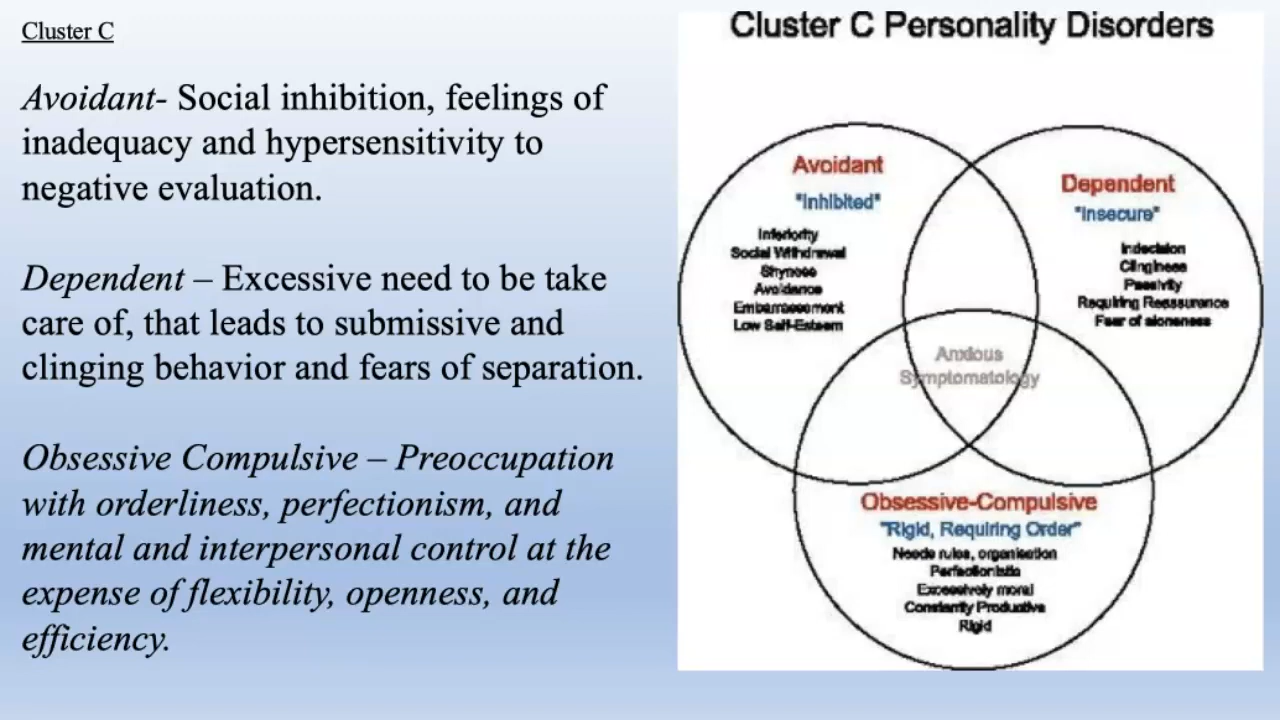 Cluster C
Avoidant- Social inhibition, feelings of
inadequacy and hypersensitivity to
negative evaluation.
Dependent – Excessive need to be take
care of, that leads to submissive and
clinging behavior and fears of separation.
Obsessive Compulsive – Preoccupation
with orderliness, perfectionism, and
mental and interpersonal control at the
expense of flexibility, openness, and
efficiency.
Cluster C Personality Disorders
Avoidant
"Inhibited"
Inferiority
Social Withdrawal
Shyness
Avoidance
Embarrassment
Low Self-Esteem
Dependent
"Insecure"
Indecision
Clinginess
Passivity
Requiring Reassurance
Fear of aloneness
Anxious
Symptomatology
Obsessive-Compulsive
"Rigid, Requiring Order"
Needs rules, organisation
Perfectionistic
Excessively moral
Constantly Productive
Rigid